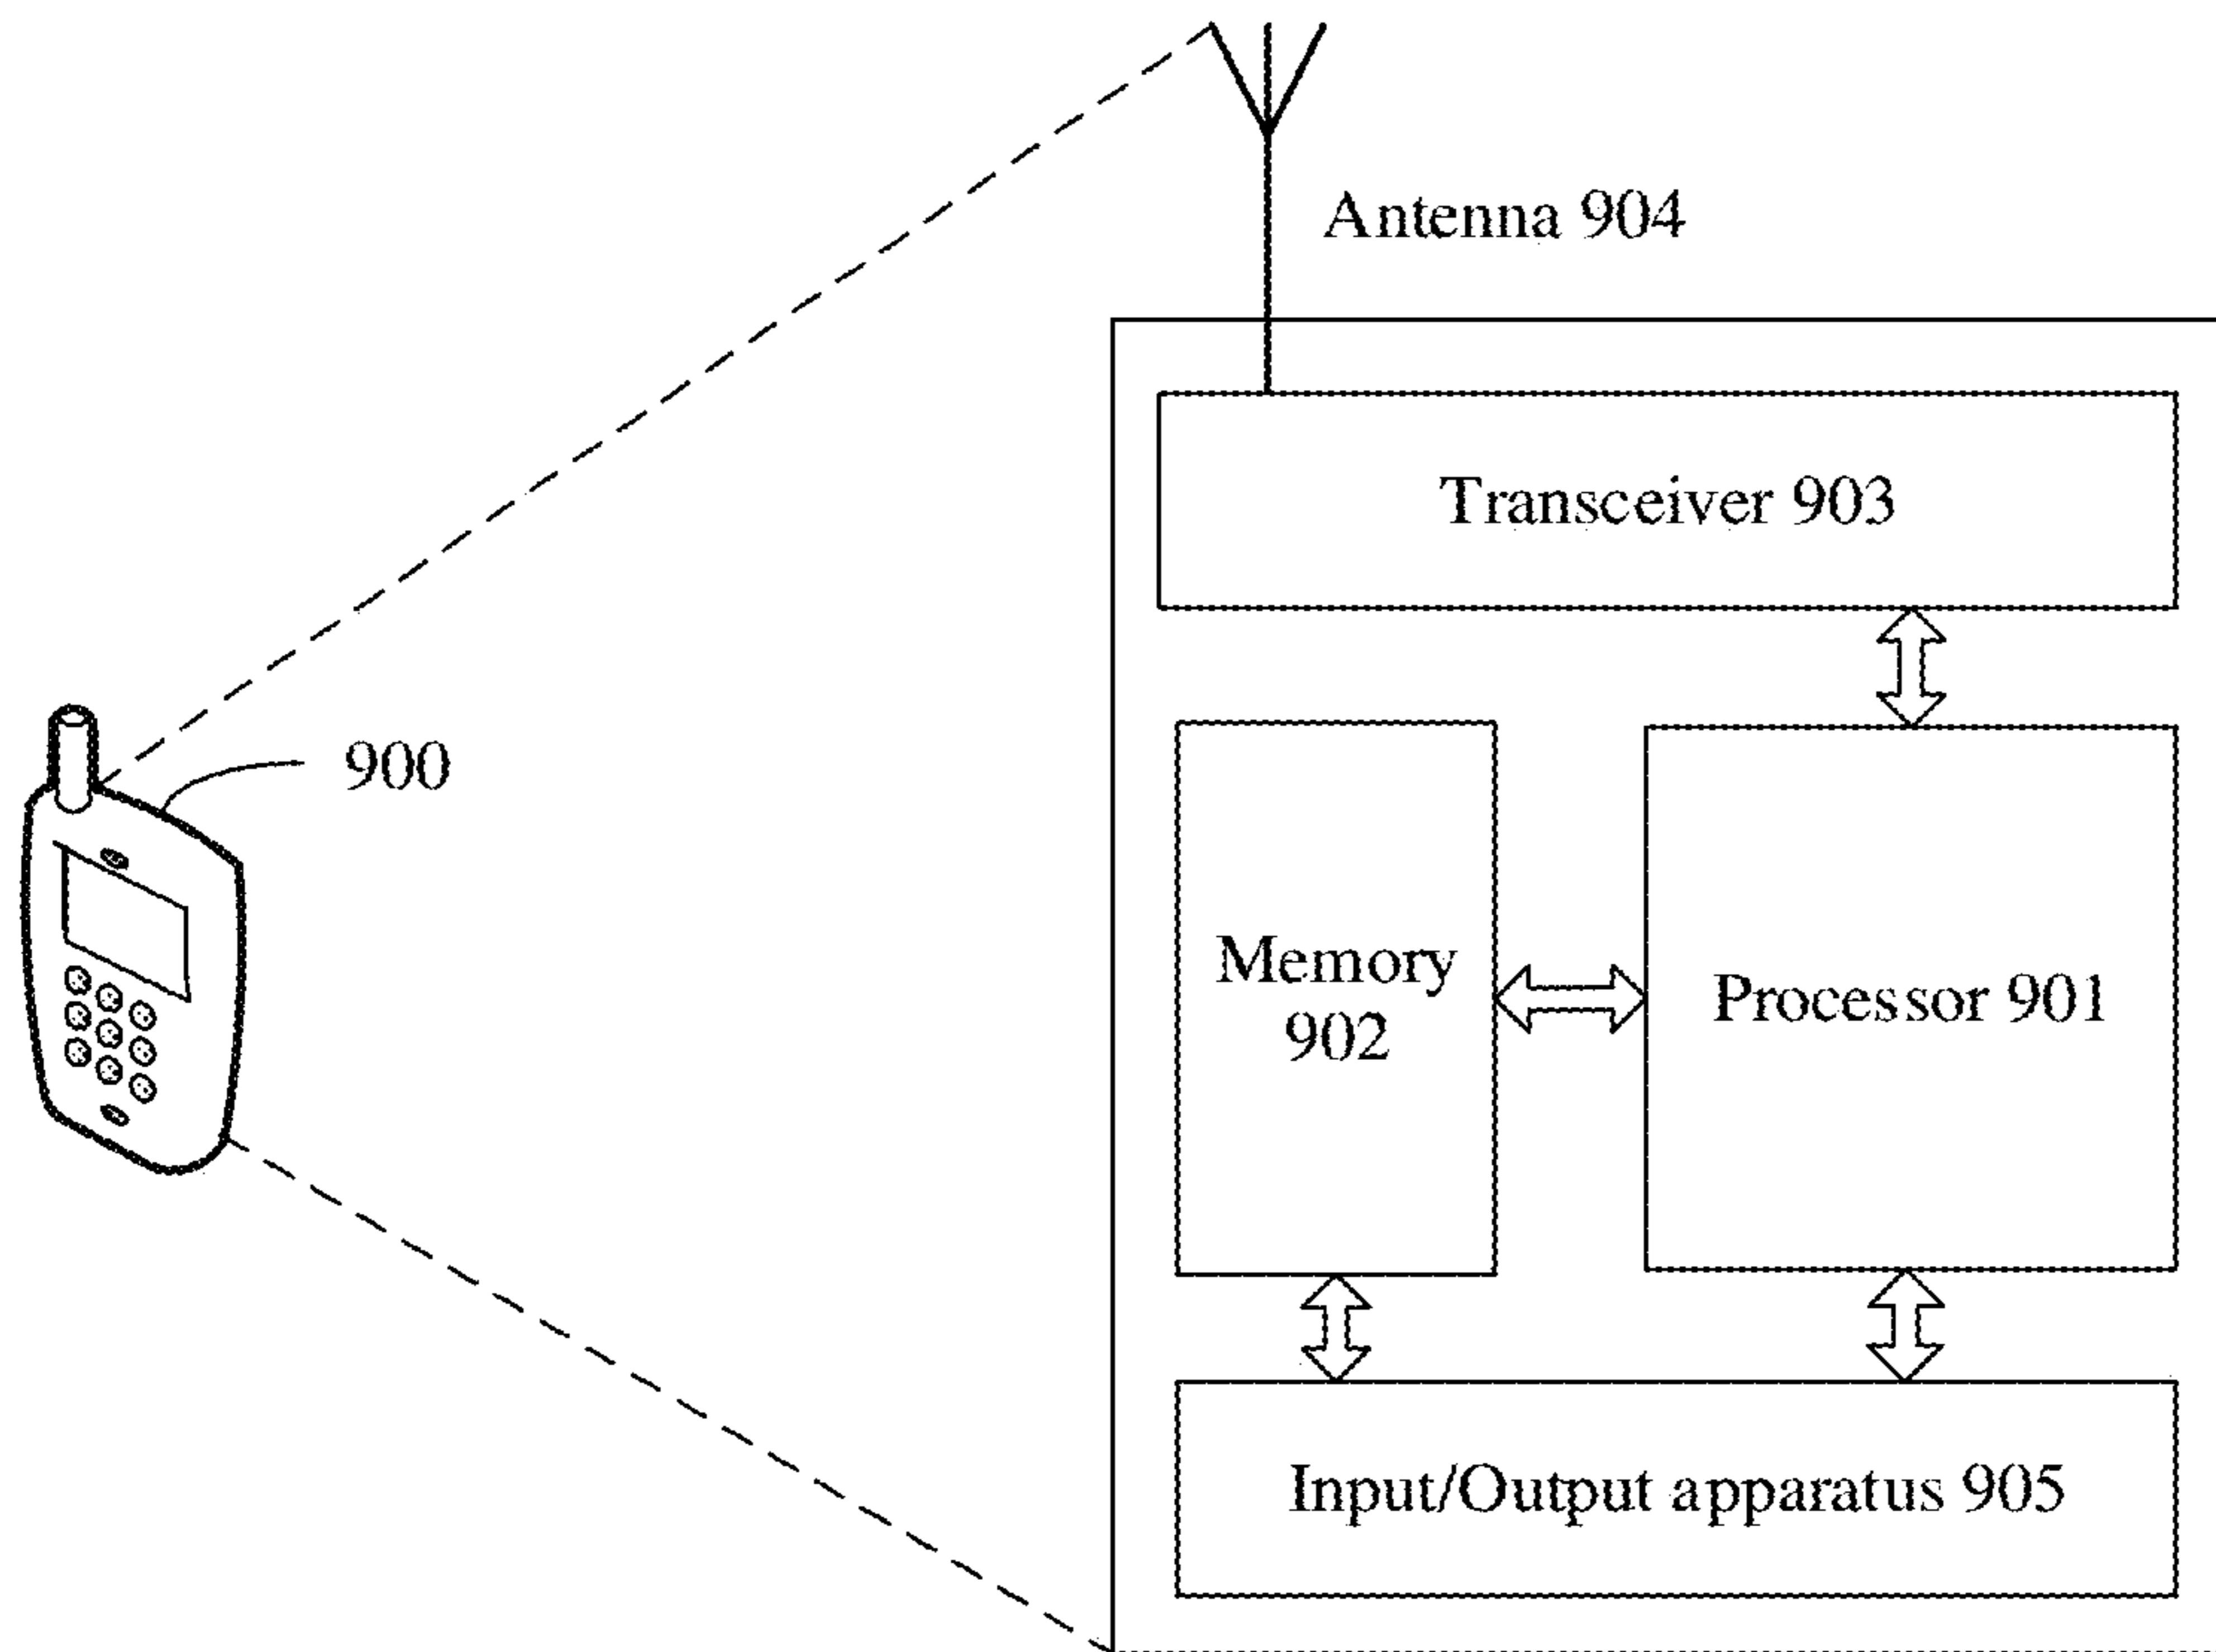 Antenna 904
Transceiver 903
900
Memory
902
Processor 901
Input/Output apparatus 905